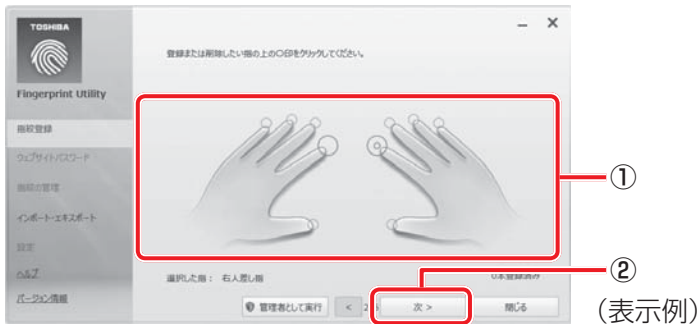 TOSHIBA
Fingerprint Utility
指紋登録
ウェブサイトパスワード
指紋の管理
インポート・エキスポート
設定
ヘルプ
バージョン情報
登録または削除したい指の上の○印をクリックしてください。
選択した指： 右人差し指
0本登録済み
管理者として実行
<
次 >
閉じる
①
②
（表示例）